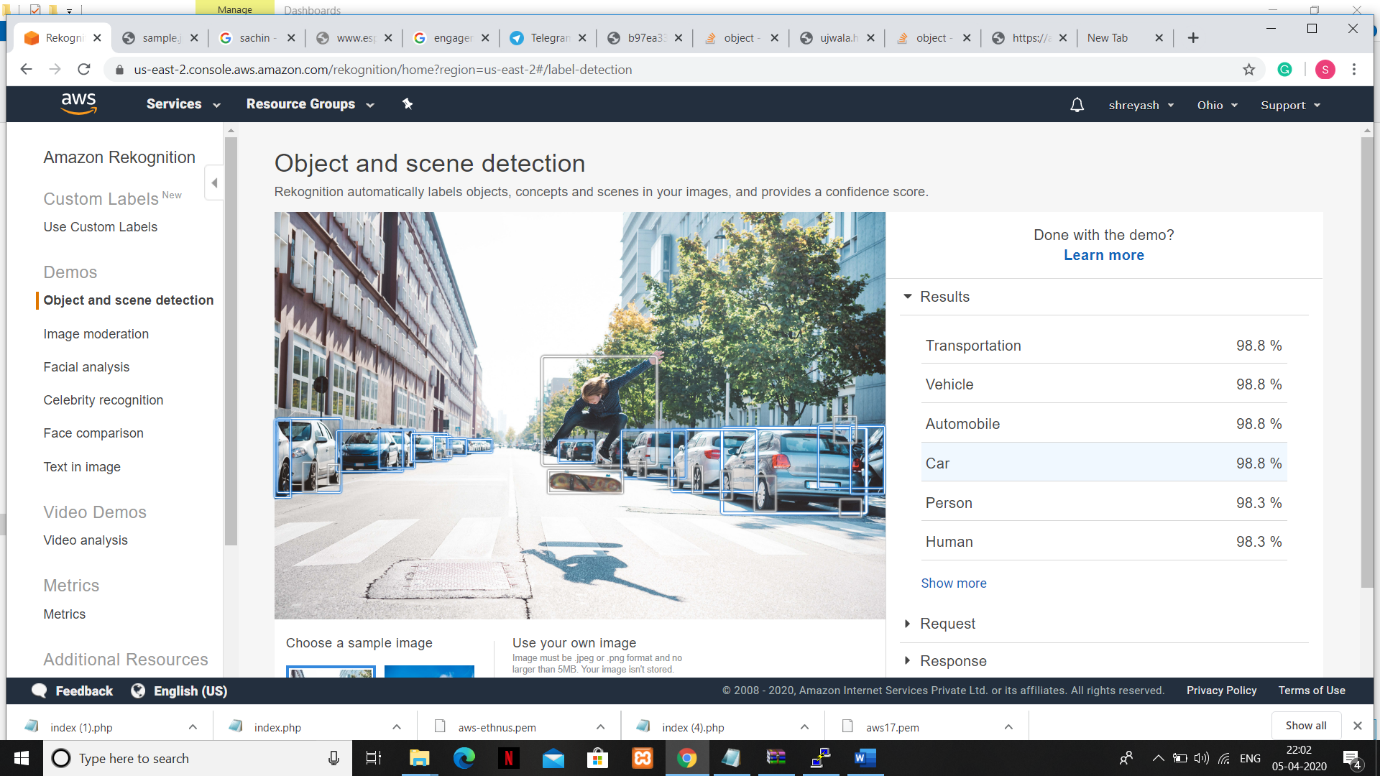 Manage
Dashboards
Rekogni
sample.j
sachin -
www.esp
engager
Telegran
b97ea33
object -
ujwala.h
object -
https://
New Tab
us-east-2.console.aws.amazon.com/rekognition/home?region=us-east-2#/label-detection
S
aws
Services
Resource Groups
shreyash
Ohio
Support
Amazon Rekognition
Custom Labels New
Use Custom Labels
Demos
Object and scene detection
Image moderation
Facial analysis
Celebrity recognition
Face comparison
Text in image
Video Demos
Video analysis
Metrics
Metrics
Additional Resources
Object and scene detection
Rekognition automatically labels objects, concepts and scenes in your images, and provides a confidence score.
Done with the demo?
Learn more
Results
Transportation 98.8 %
Vehicle 98.8 %
Automobile 98.8 %
Car 98.8 %
Person 98.3 %
Human 98.3 %
Show more
Request
Response
Choose a sample image
Use your own image
Image must be .jpeg or .png format and no
larger than 5MB. Your image isn't stored.
Feedback
English (US)
© 2008 - 2020, Amazon Internet Services Private Ltd. or its affiliates. All rights reserved.
Privacy Policy
Terms of Use
index (1).php
index.php
aws-ethnus.pem
index (4).php
aws17.pem
Show all
Type here to search
ENG
22:02
05-04-2020
4